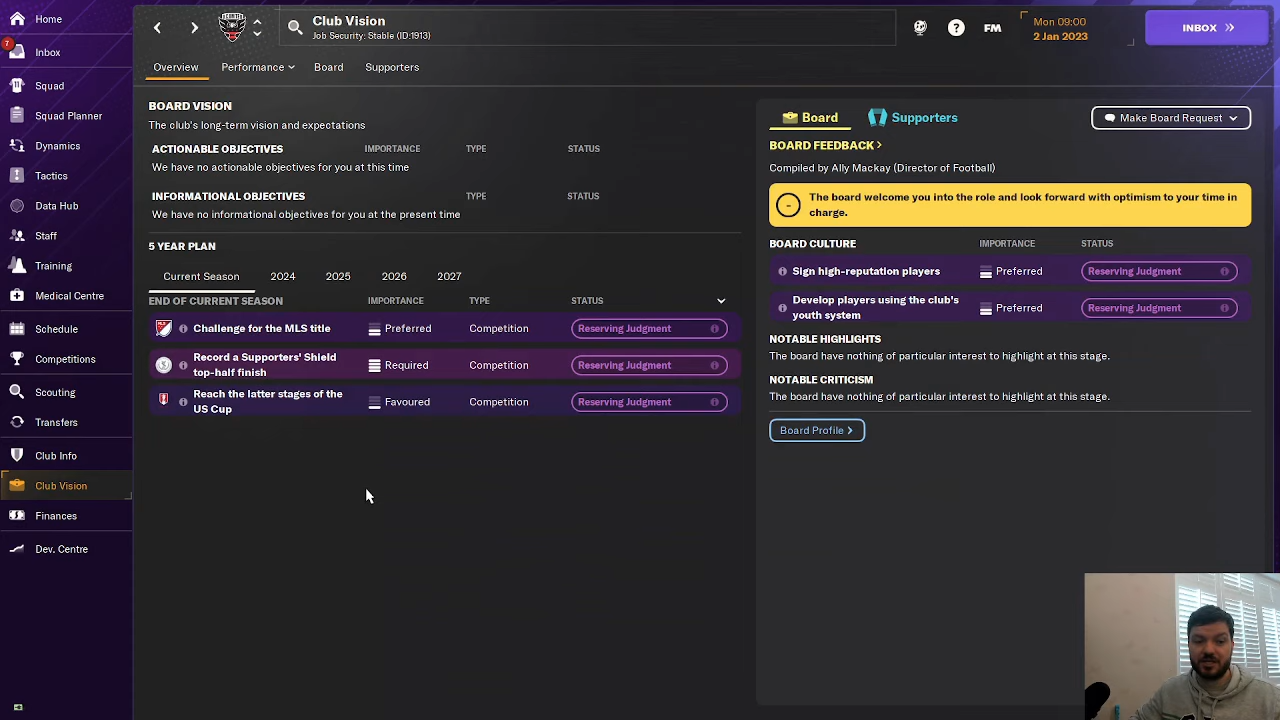 Home
7
Inbox
Squad
Squad Planner
Dynamics
Tactics
Data Hub
Staff
Training
Medical Centre
Schedule
Competitions
Scouting
Transfers
Club Info
Club Vision
Finances
Dev. Centre
Club Vision
Job Security: Stable (ID:1913)
FM
Mon 09:00
2 Jan 2023
INBOX
Overview
Performance
Board
Supporters
BOARD VISION
The club's long-term vision and expectations
ACTIONABLE OBJECTIVES IMPORTANCE TYPE STATUS
We have no actionable objectives for you at this time
INFORMATIONAL OBJECTIVES TYPE STATUS
We have no informational objectives for you at the present time
5 YEAR PLAN
Current Season 2024 2025 2026 2027
END OF CURRENT SEASON IMPORTANCE TYPE STATUS
Challenge for the MLS title Preferred Competition Reserving Judgment
Record a Supporters' Shield
top-half finish Required Competition Reserving Judgment
Reach the latter stages of the
US Cup Favoured Competition Reserving Judgment
Board Supporters Make Board Request
BOARD FEEDBACK
Compiled by Ally Mackay (Director of Football)
The board welcome you into the role and look forward with optimism to your time in
charge.
BOARD CULTURE IMPORTANCE STATUS
Sign high-reputation players Preferred Reserving Judgment
Develop players using the club's
youth system Preferred Reserving Judgment
NOTABLE HIGHLIGHTS
The board have nothing of particular interest to highlight at this stage.
NOTABLE CRITICISM
The board have nothing of particular interest to highlight at this stage.
Board Profile